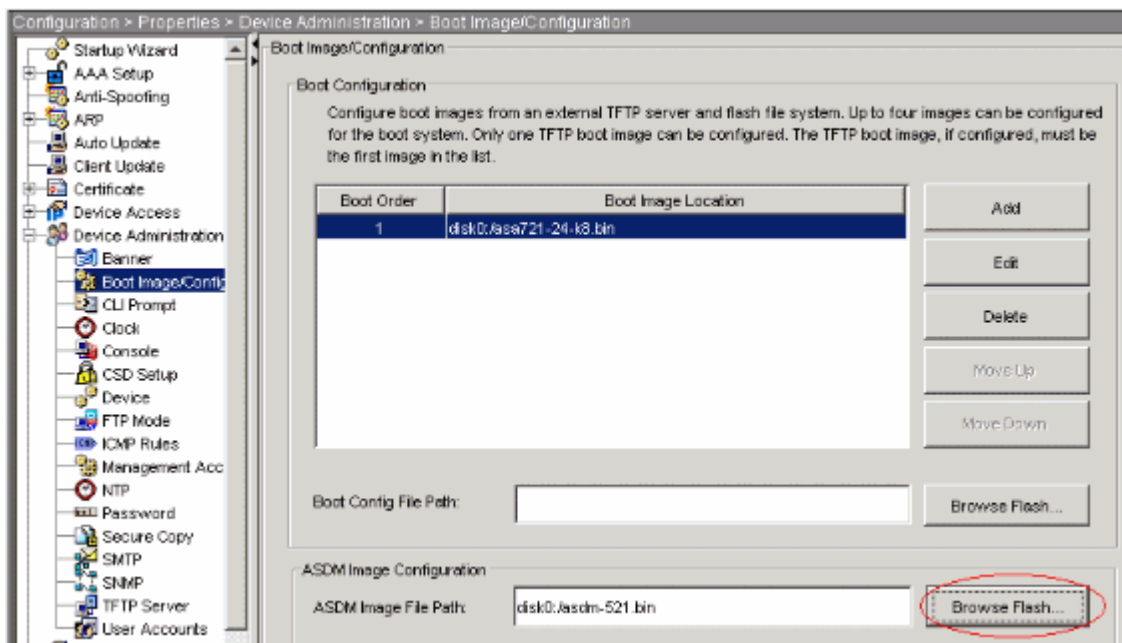 Configuration > Properties > Device Administration > Boot Image/Configuration
Startup Wizard
AAA Setup
Anti-Spoofing
ARP
Auto Update
Client Update
Certificate
Device Access
Device Administration
Banner
Boot Image/Config
CLI Prompt
Clock
Console
CSD Setup
Device
FTP Mode
ICMP Rules
Management Acc
NTP
Password
Secure Copy
SMTP
SNMP
TFTP Server
User Accounts
Boot Image/Configuration
Boot Configuration
Configure boot images from an external TFTP server and flash file system. Up to four images can be configured
for the boot system. Only one TFTP boot image can be configured. The TFTP boot image, if configured, must be
the first image in the list.
Boot Order Boot Image Location
1 disk0:/asa721-24-k8.bin
Add
Edit
Delete
Move Up
Move Down
Boot Config File Path: Browse Flash...
ASDM Image Configuration
ASDM Image File Path: disk0:/asdm-521.bin Browse Flash...